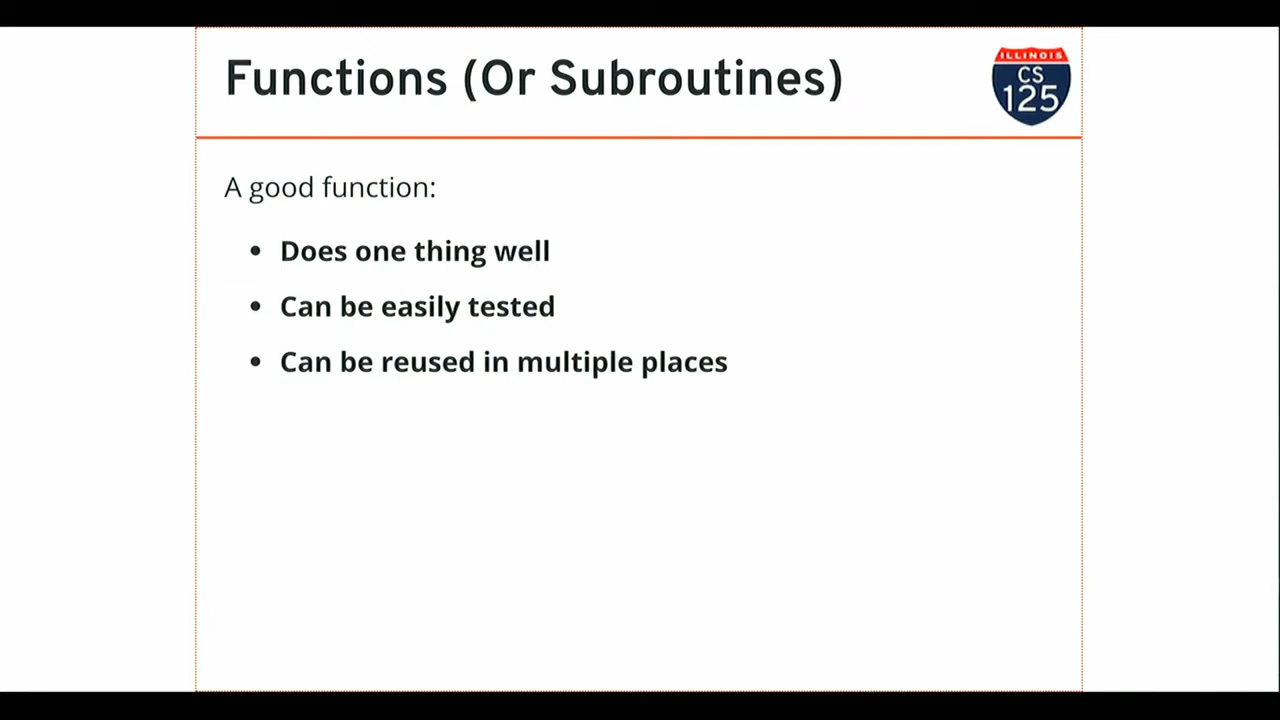 Functions (Or Subroutines)
ILLINOIS
CS
125
A good function:
• Does one thing well
• Can be easily tested
• Can be reused in multiple places